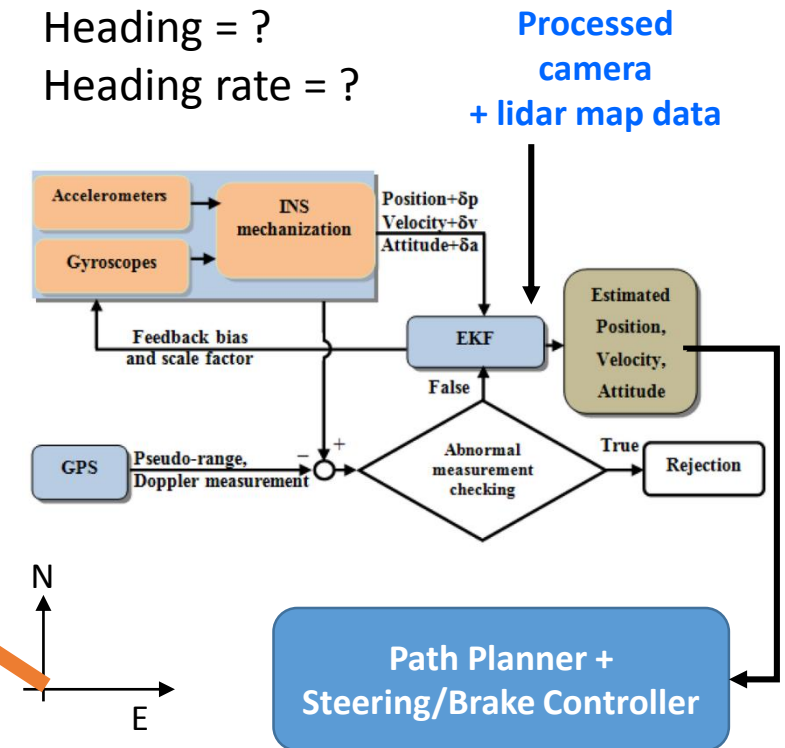 Heading = ?
Heading rate = ?
Processed
camera
+ lidar map data
Accelerometers
Gyroscopes
INS
mechanization
Position+δp
Velocity+δv
Attitude+δa
Feedback bias
and scale factor
EKF
Estimated
Position,
Velocity,
Attitude
False
GPS
Pseudo-range,
Doppler measurement
−
+
Abnormal
measurement
checking
True
Rejection
N
E
Path Planner +
Steering/Brake Controller